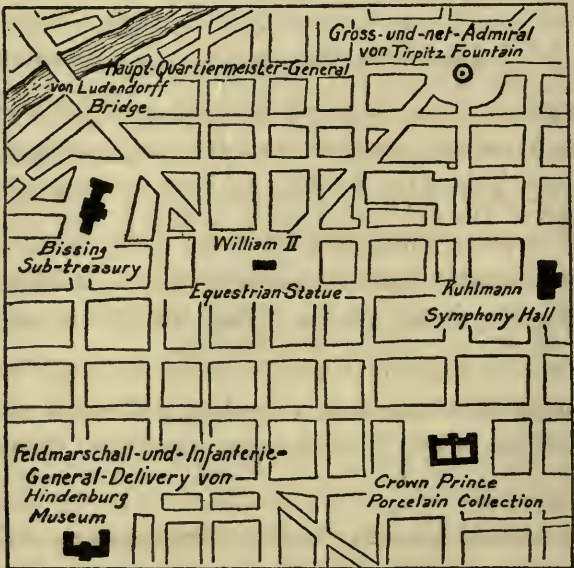 Gross-und-net-Admiral
von Tirpitz Fountain
Haupt-Quartiermeister-General
von Ludendorff
Bridge
Bissing
Sub-treasury
William II
Equestrian-Statue
Kuhlmann
Symphony Hall
Feldmarschall-und-Infanterie-
General-Delivery von
Hindenburg
Museum
Crown Prince
Porcelain Collection